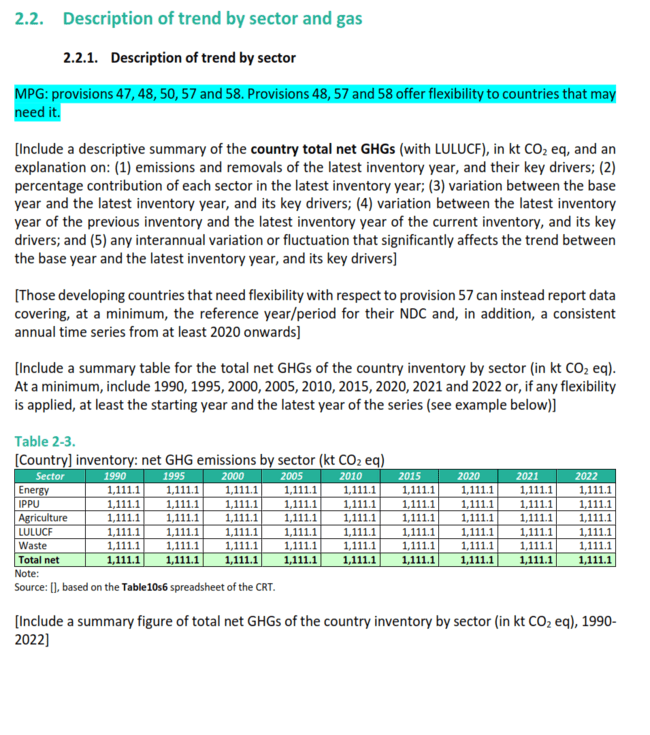 2.2. Description of trend by sector and gas
2.2.1. Description of trend by sector
MPG: provisions 47, 48, 50, 57 and 58. Provisions 48, 57 and 58 offer flexibility to countries that may
need it.
[Include a descriptive summary of the country total net GHGs (with LULUCF), in kt CO₂ eq, and an
explanation on: (1) emissions and removals of the latest inventory year, and their key drivers; (2)
percentage contribution of each sector in the latest inventory year; (3) variation between the base
year and the latest inventory year, and its key drivers; (4) variation between the latest inventory
year of the previous inventory and the latest inventory year of the current inventory, and its key
drivers; and (5) any interannual variation or fluctuation that significantly affects the trend between
the base year and the latest inventory year, and its key drivers]
[Those developing countries that need flexibility with respect to provision 57 can instead report data
covering, at a minimum, the reference year/period for their NDC and, in addition, a consistent
annual time series from at least 2020 onwards]
[Include a summary table for the total net GHGs of the country inventory by sector (in kt CO₂ eq).
At a minimum, include 1990, 1995, 2000, 2005, 2010, 2015, 2020, 2021 and 2022 or, if any flexibility
is applied, at least the starting year and the latest year of the series (see example below)]
Table 2-3.
[Country] inventory: net GHG emissions by sector (kt CO₂ eq)
Sector 1990 1995 2000 2005 2010 2015 2020 2021 2022
Energy 1,111.1 1,111.1 1,111.1 1,111.1 1,111.1 1,111.1 1,111.1 1,111.1 1,111.1
IPPU 1,111.1 1,111.1 1,111.1 1,111.1 1,111.1 1,111.1 1,111.1 1,111.1 1,111.1
Agriculture 1,111.1 1,111.1 1,111.1 1,111.1 1,111.1 1,111.1 1,111.1 1,111.1 1,111.1
LULUCF 1,111.1 1,111.1 1,111.1 1,111.1 1,111.1 1,111.1 1,111.1 1,111.1 1,111.1
Waste 1,111.1 1,111.1 1,111.1 1,111.1 1,111.1 1,111.1 1,111.1 1,111.1 1,111.1
Total net 1,111.1 1,111.1 1,111.1 1,111.1 1,111.1 1,111.1 1,111.1 1,111.1 1,111.1
Note:
Source: [], based on the Table10s6 spreadsheet of the CRT.
[Include a summary figure of total net GHGs of the country inventory by sector (in kt CO₂ eq), 1990-
2022]